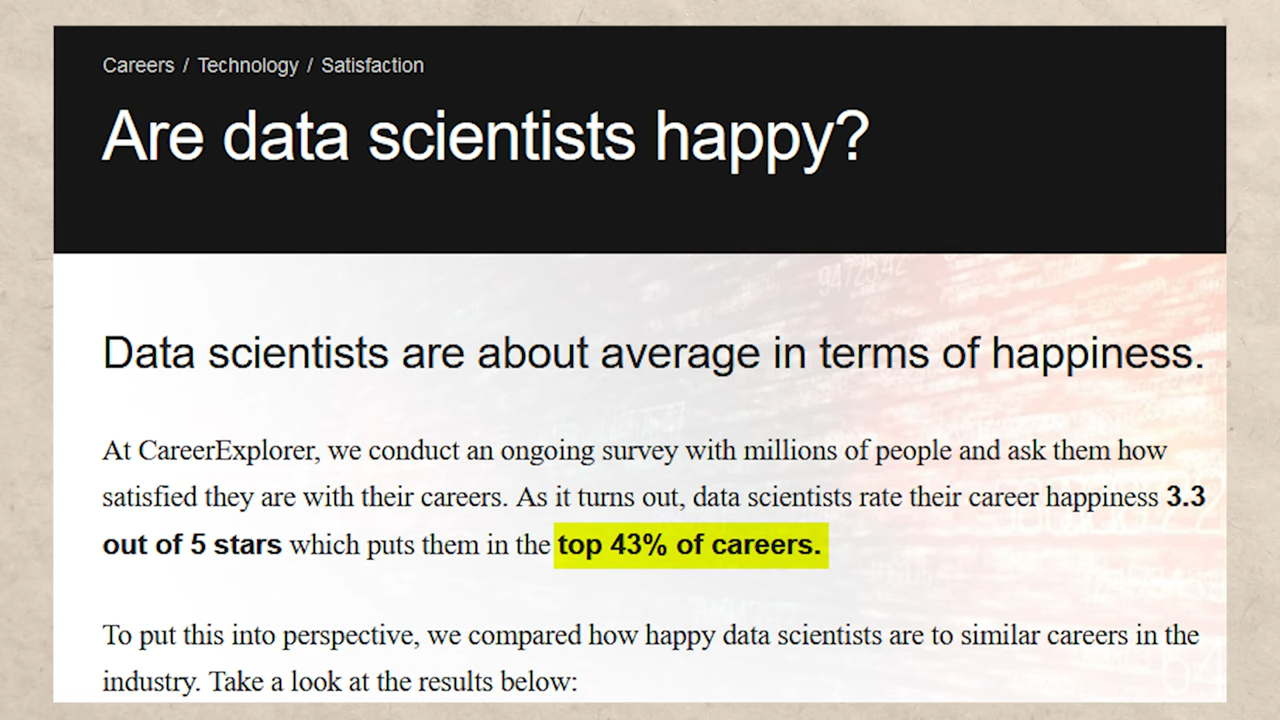 Careers / Technology / Satisfaction
Are data scientists happy?
94725.42
Data scientists are about average in terms of happiness.
At CareerExplorer, we conduct an ongoing survey with millions of people and ask them how
satisfied they are with their careers. As it turns out, data scientists rate their career happiness 3.3
out of 5 stars which puts them in the top 43% of careers.
To put this into perspective, we compared how happy data scientists are to similar careers in the
industry. Take a look at the results below: